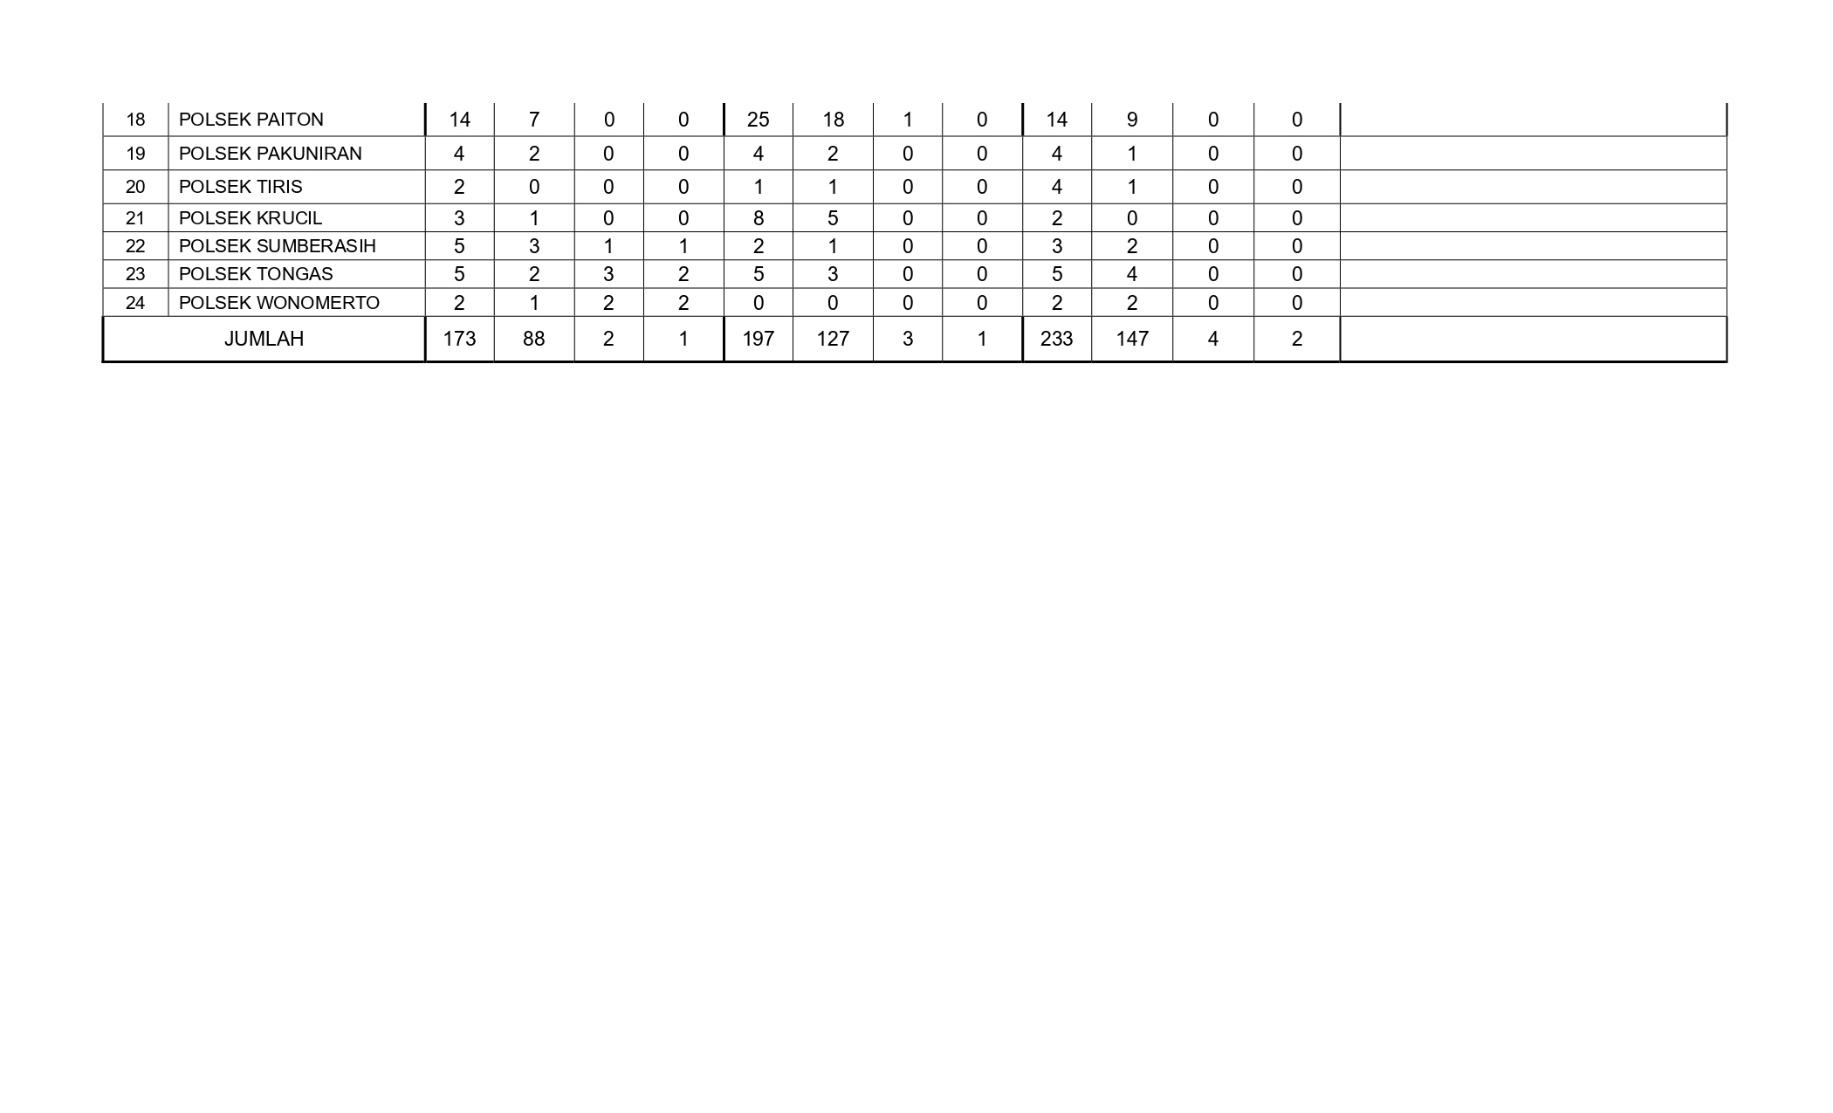 18 POLSEK PAITON 14 7 0 0 25 18 1 0 14 9 0 0
19 POLSEK PAKUNIRAN 4 2 0 0 4 2 0 0 4 1 0 0
20 POLSEK TIRIS 2 0 0 0 1 1 0 0 4 1 0 0
21 POLSEK KRUCIL 3 1 0 0 8 5 0 0 2 0 0 0
22 POLSEK SUMBERASIH 5 3 1 1 2 1 0 0 3 2 0 0
23 POLSEK TONGAS 5 2 3 2 5 3 0 0 5 4 0 0
24 POLSEK WONOMERTO 2 1 2 2 0 0 0 0 2 2 0 0
JUMLAH 173 88 2 1 197 127 3 1 233 147 4 2